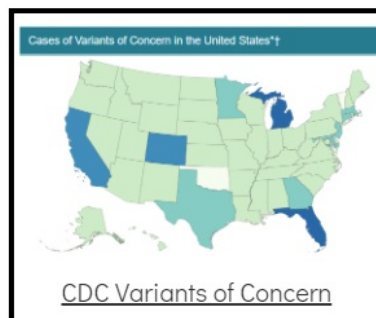 Cases of Variants of Concern in the United States*†
CDC Variants of Concern